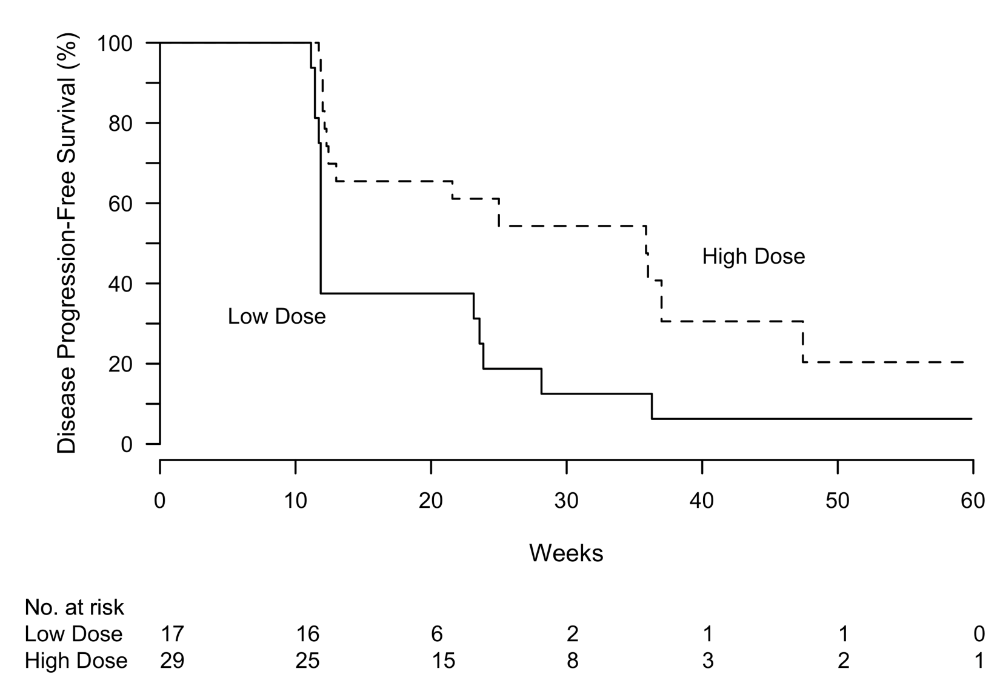 Disease Progression-Free Survival (%)
100
80
60
40
20
0
High Dose
Low Dose
0 10 20 30 40 50 60
Weeks
No. at risk
Low Dose 17 16 6 2 1 1 0
High Dose 29 25 15 8 3 2 1